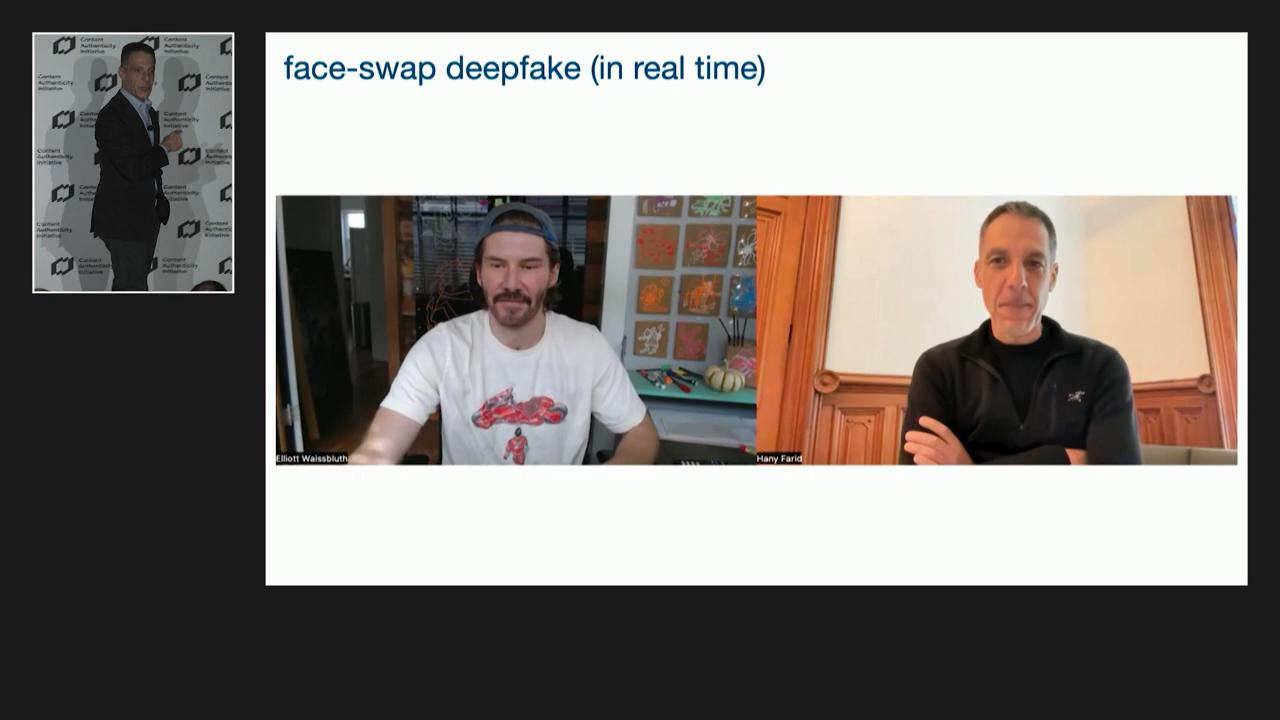 Content
Authenticity
Initiative
face-swap deepfake (in real time)
Elliott Waissbluth
Hany Farid